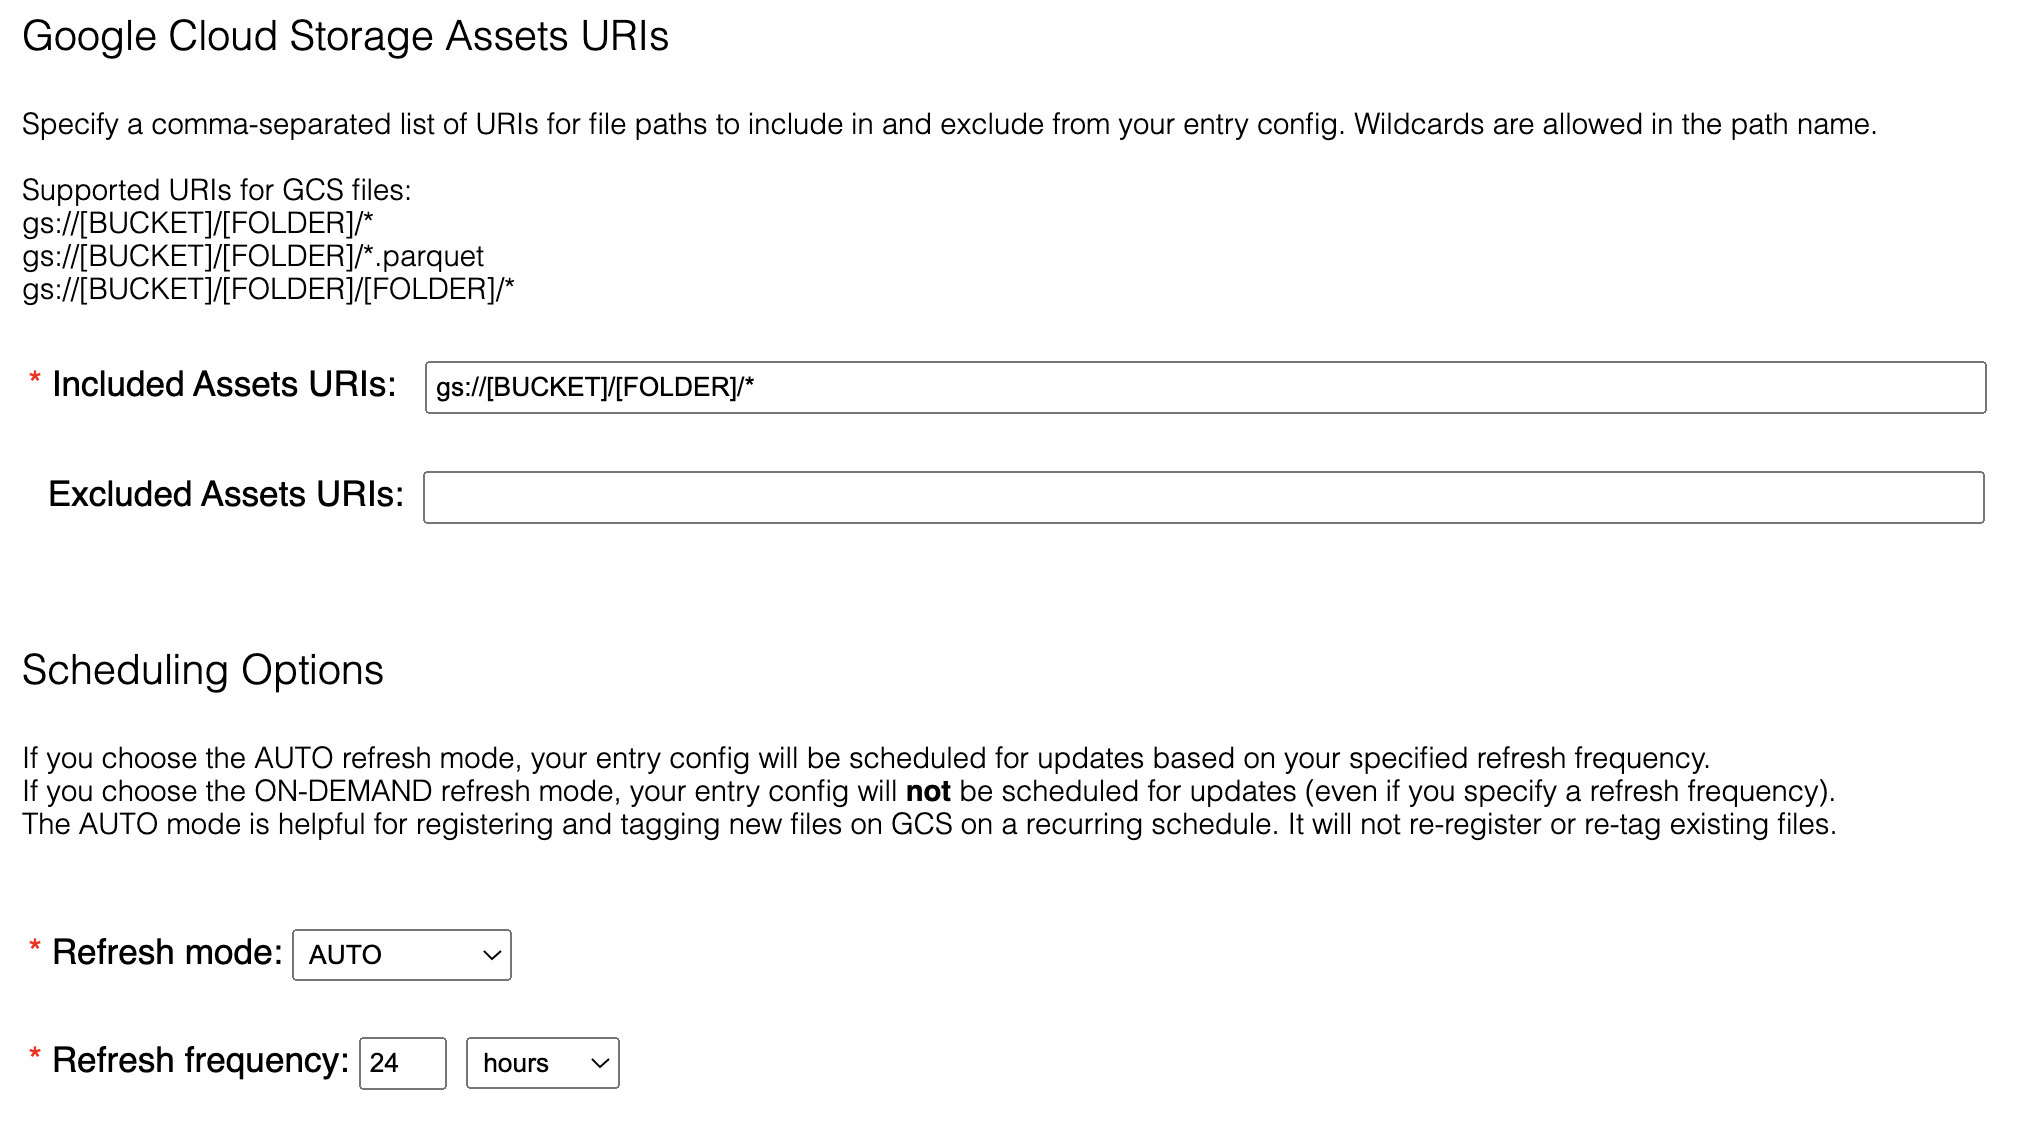 Google Cloud Storage Assets URIs
Specify a comma-separated list of URIs for file paths to include in and exclude from your entry config. Wildcards are allowed in the path name.
Supported URIs for GCS files:
gs://[BUCKET]/[FOLDER]/*
gs://[BUCKET]/[FOLDER]/*.parquet
gs://[BUCKET]/[FOLDER]/[FOLDER]/*
* Included Assets URIs: gs://[BUCKET]/[FOLDER]/*
Excluded Assets URIs:
Scheduling Options
If you choose the AUTO refresh mode, your entry config will be scheduled for updates based on your specified refresh frequency.
If you choose the ON-DEMAND refresh mode, your entry config will not be scheduled for updates (even if you specify a refresh frequency).
The AUTO mode is helpful for registering and tagging new files on GCS on a recurring schedule. It will not re-register or re-tag existing files.
* Refresh mode: AUTO
* Refresh frequency: 24 hours